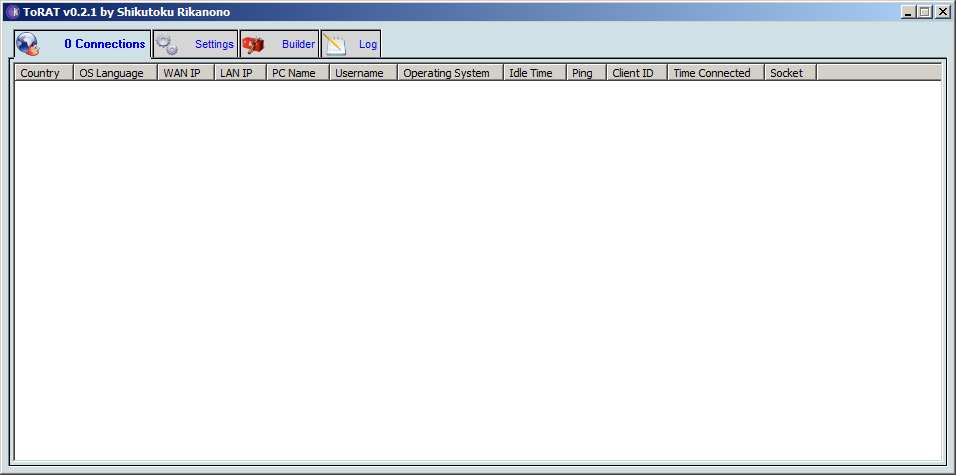 ToRAT v0.2.1 by Shikutoku Rikanono
0 Connections Settings Builder Log
Country OS Language WAN IP LAN IP PC Name Username Operating System Idle Time Ping Client ID Time Connected Socket